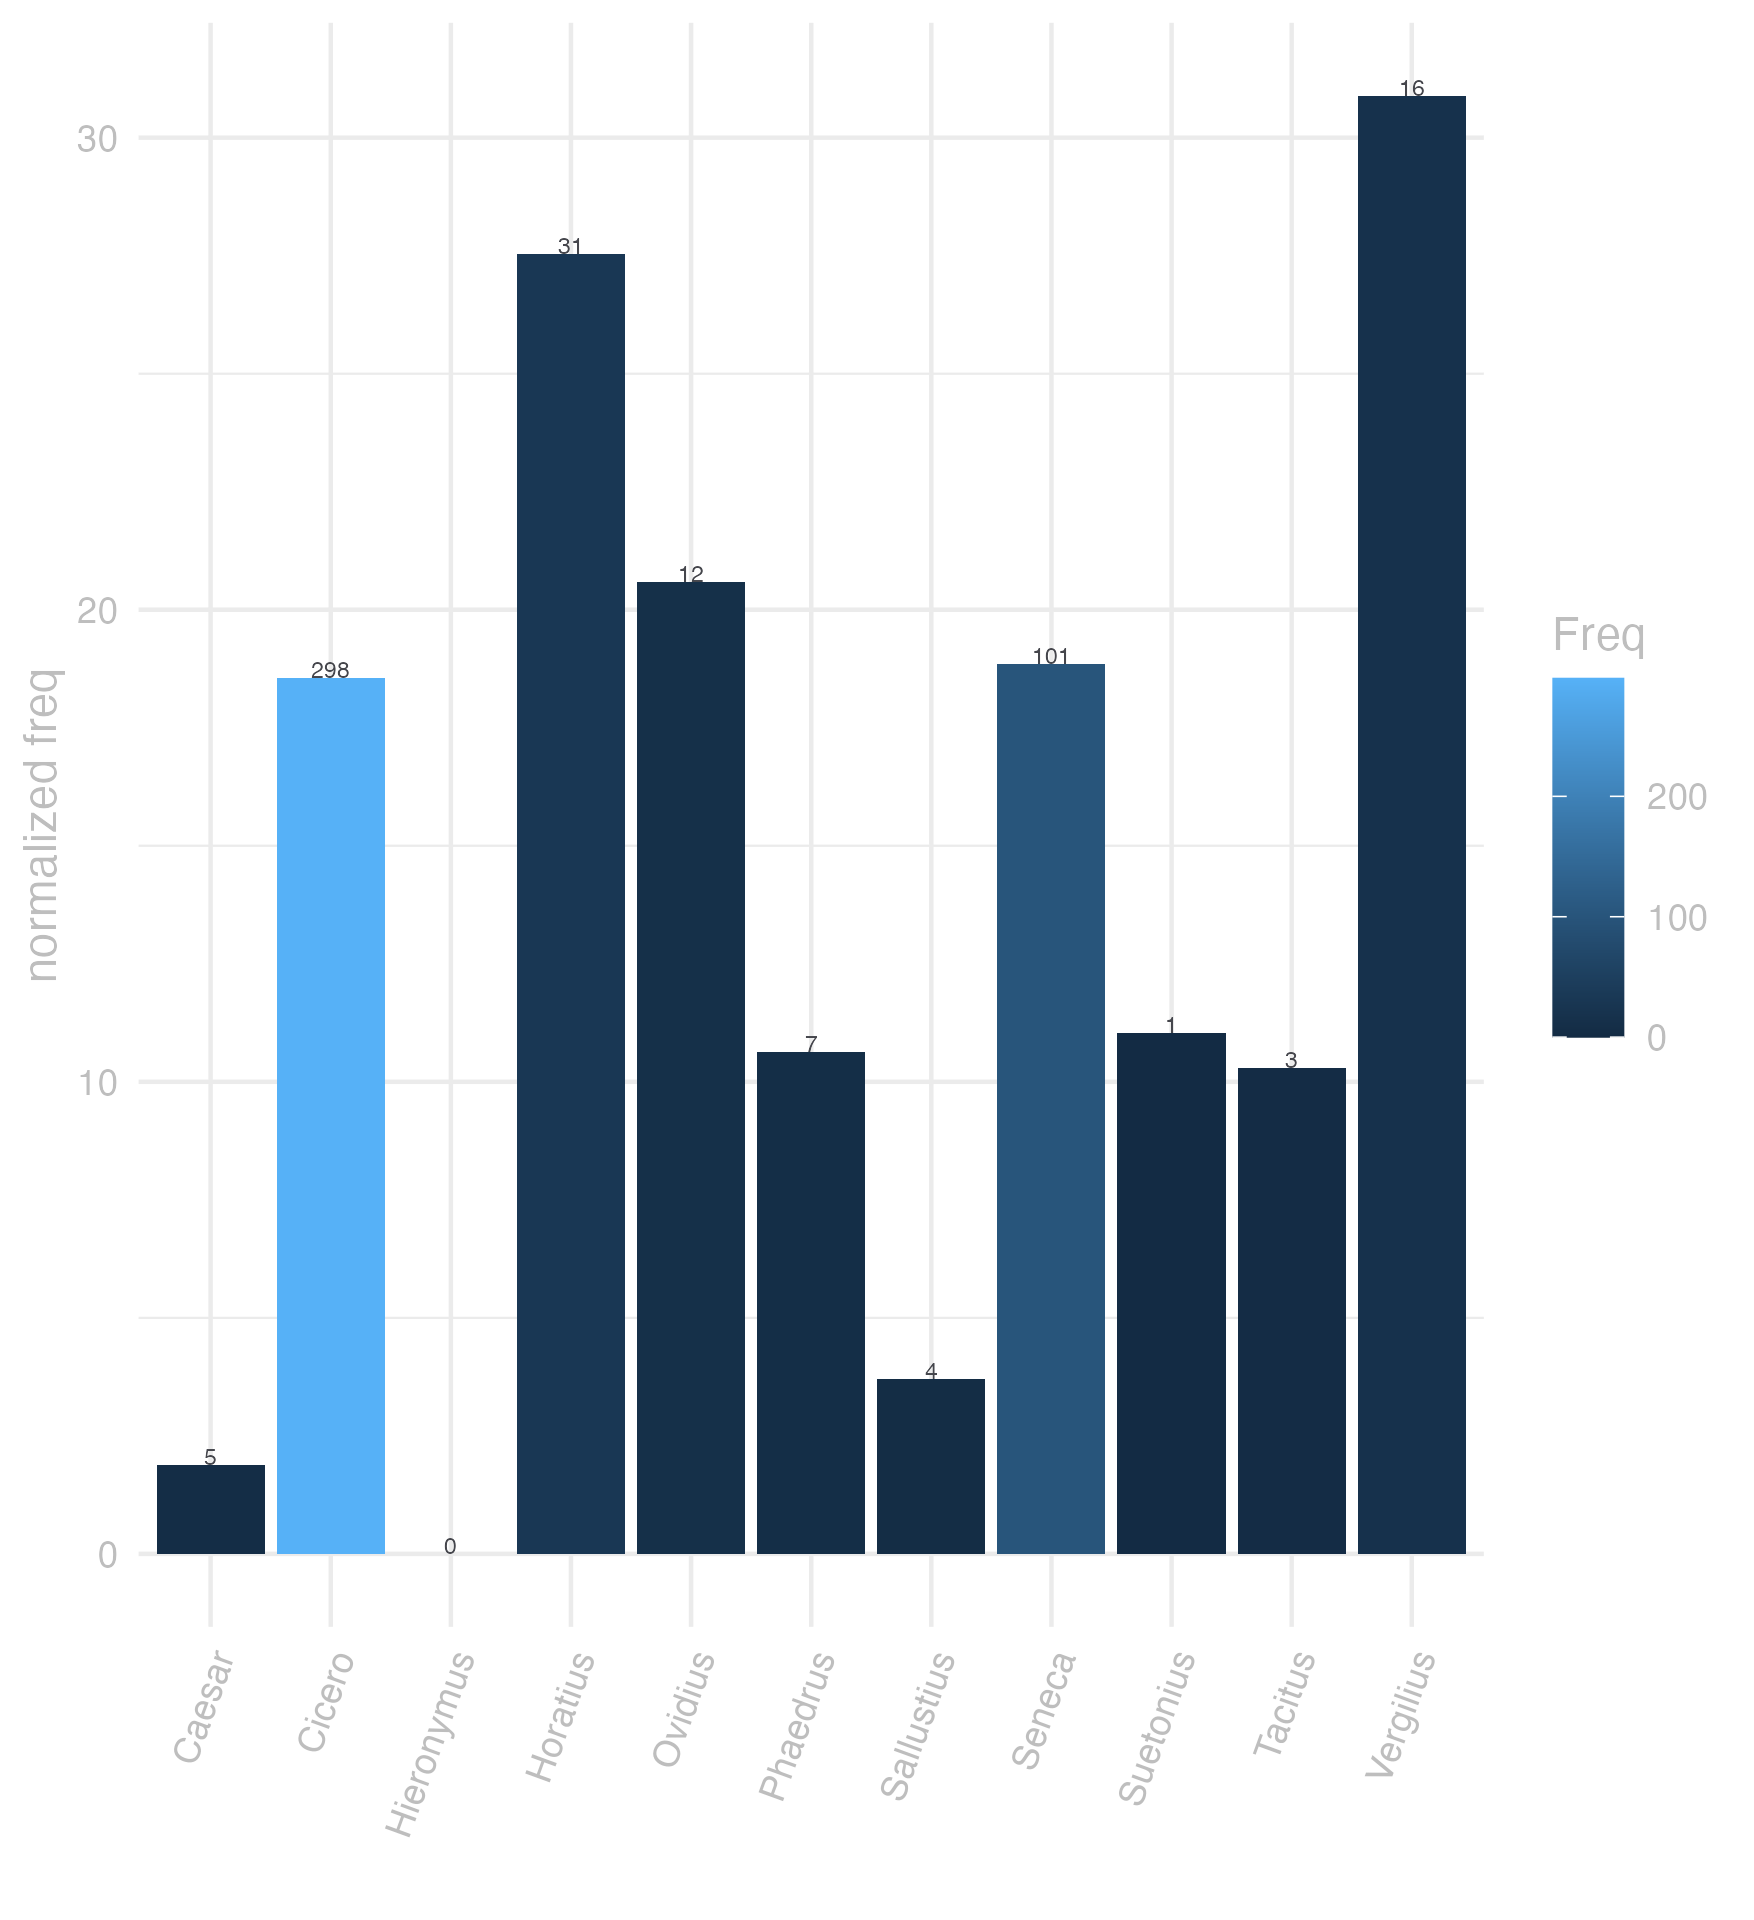 16
30
31
12
20
298
101
Freq
200
100
0
normalized freq
7
1
3
10
4
5
0
0
Caesar
Cicero
Hieronymus
Horatius
Ovidius
Phaedrus
Sallustius
Seneca
Suetonius
Tacitus
Vergilius